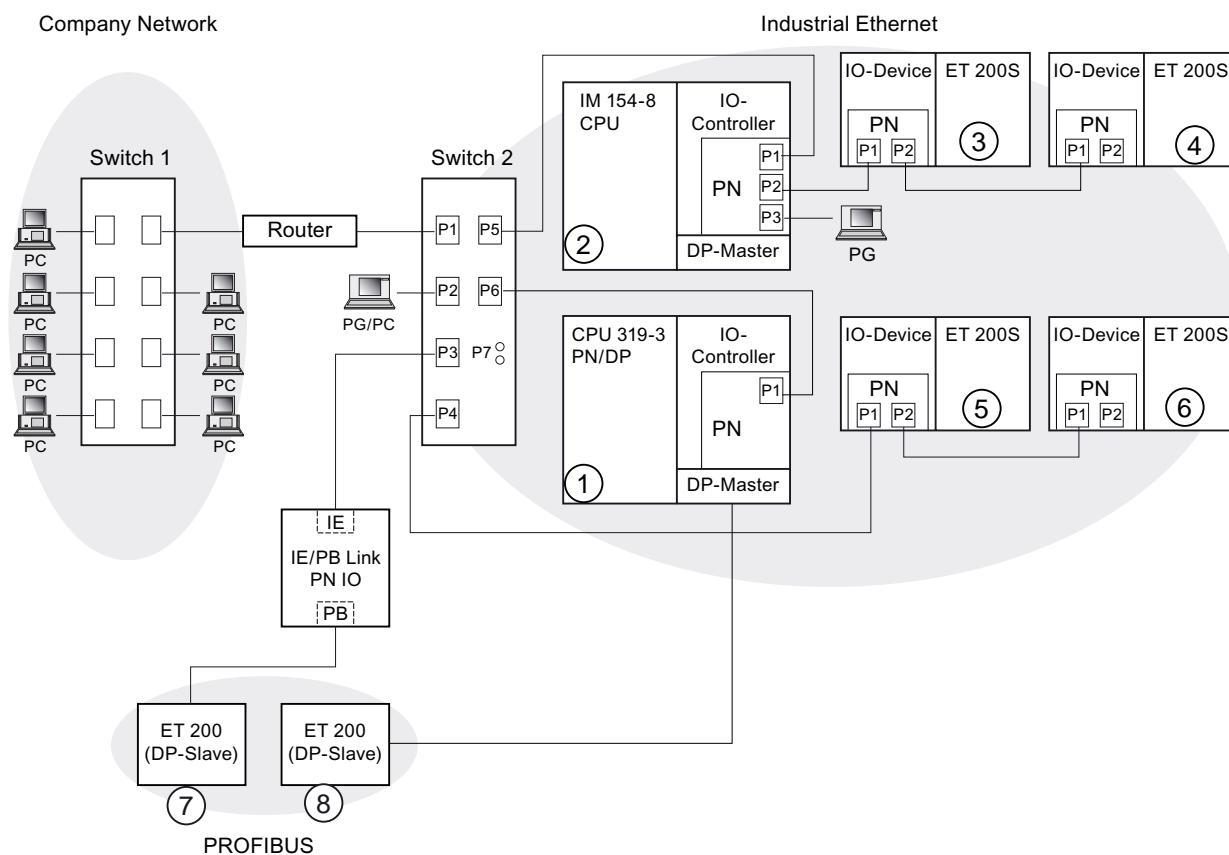 Company Network
Industrial Ethernet
Switch 1
PC
PC
PC
PC
PC
PC
PC
Router
Switch 2
P1
P5
P2
P6
P3
P7
P4
PG/PC
IM 154-8
CPU
IO-
Controller
PN
P1
P2
P3
DP-Master
2
PG
IO-Device
ET 200S
PN
P1
P2
3
IO-Device
ET 200S
PN
P1
P2
4
CPU 319-3
PN/DP
IO-
Controller
P1
PN
DP-Master
1
IO-Device
ET 200S
PN
P1
P2
5
IO-Device
ET 200S
PN
P1
P2
6
IE
IE/PB Link
PN IO
PB
ET 200
(DP-Slave)
7
ET 200
(DP-Slave)
8
PROFIBUS